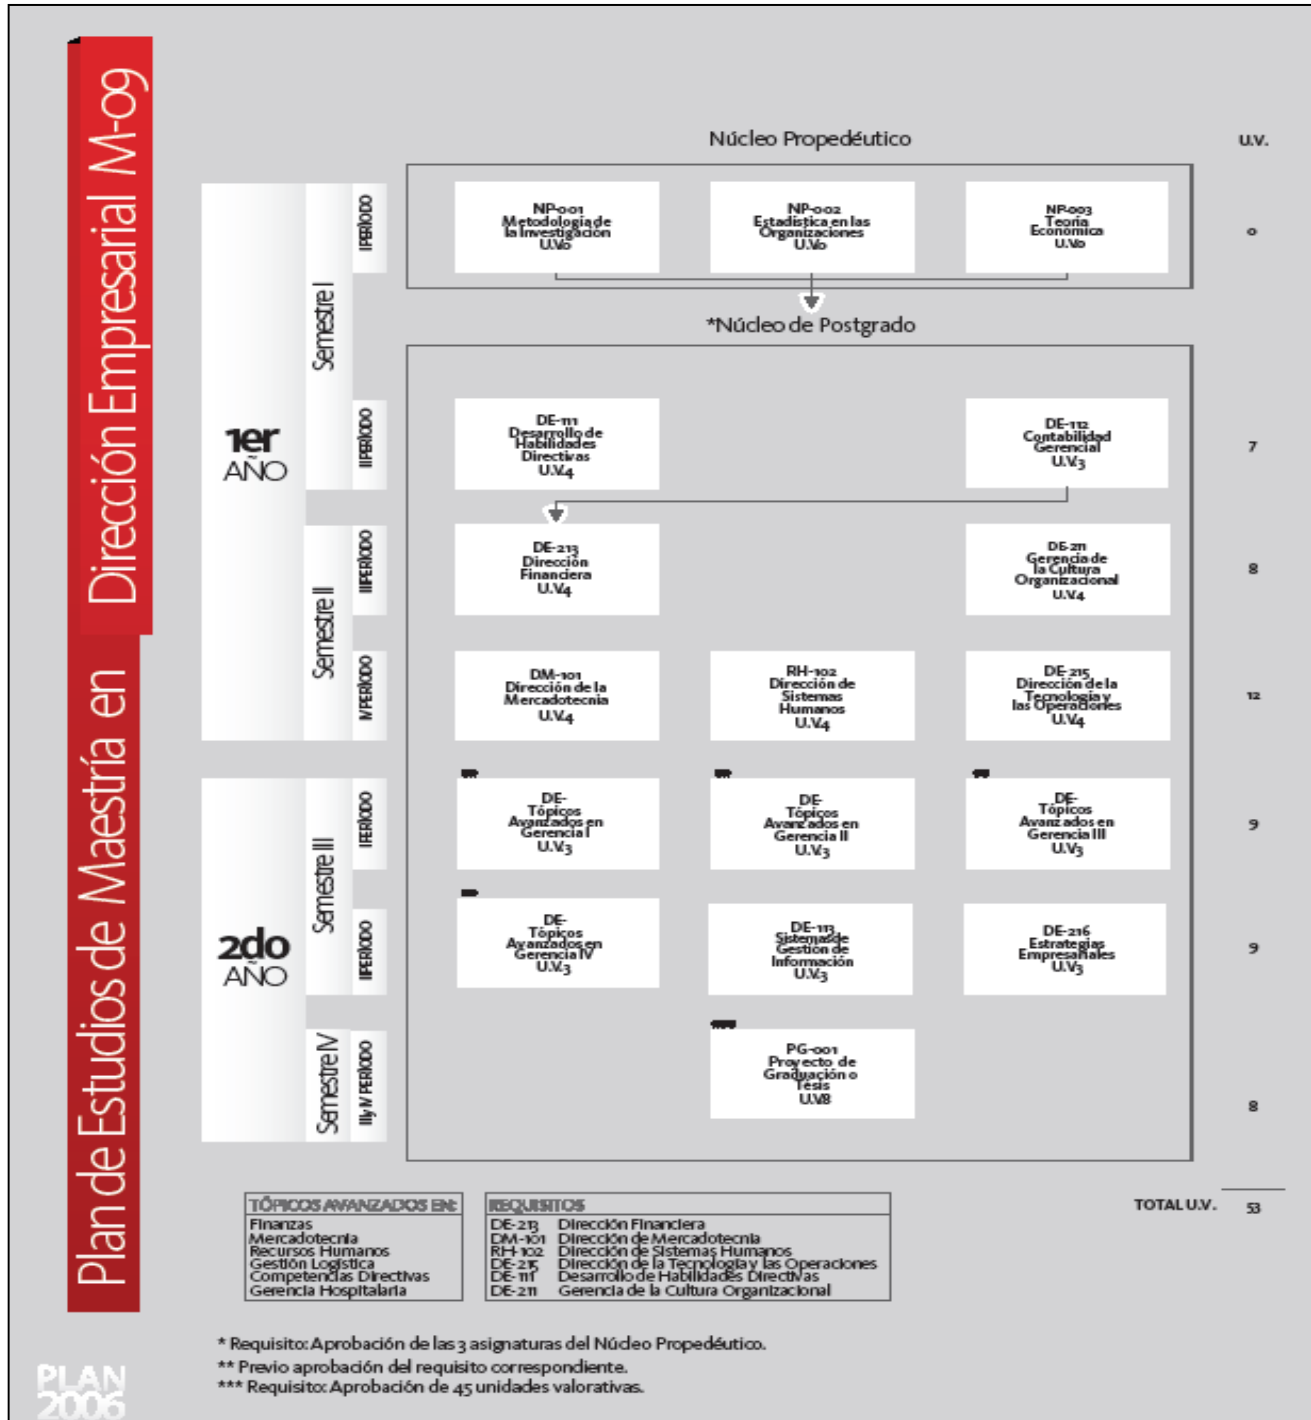 Plan de Estudios de Maestría en Dirección Empresarial M-09
Núcleo Propedéutico
U.V.
1er
AÑO
Semestre I
I PERÍODO
NP-001
Metodología de
la Investigación
U.V.0
NP-002
Estadística en las
Organizaciones
U.V.0
NP-003
Teoría
Económica
U.V.0
0
*Núcleo de Postgrado
II PERÍODO
DE-111
Desarrollo de
Habilidades
Directivas
U.V.4
DE-112
Contabilidad
Gerencial
U.V.3
7
Semestre II
III PERÍODO
DE-213
Dirección
Financiera
U.V.4
DE-211
Gerencia de
la Cultura
Organizacional
U.V.4
8
IV PERÍODO
DM-101
Dirección de la
Mercadotecnia
U.V.4
RH-102
Dirección de
Sistemas
Humanos
U.V.4
DE-215
Dirección de la
Tecnología y
las Operaciones
U.V.4
12
2do
AÑO
Semestre III
I PERÍODO
DE-
Tópicos
Avanzados en
Gerencia I
U.V.3
DE-
Tópicos
Avanzados en
Gerencia II
U.V.3
DE-
Tópicos
Avanzados en
Gerencia III
U.V.3
9
II PERÍODO
DE-
Tópicos
Avanzados en
Gerencia IV
U.V.3
DE-113
Sistemas de
Gestión de
Información
U.V.3
DE-216
Estrategias
Empresariales
U.V.3
9
Semestre IV
III y IV PERÍODO
PG-001
Proyecto de
Graduación o
Tésis
U.V.8
8
TOTAL U.V. 53
TÓPICOS AVANZADOS EN:
Finanzas
Mercadotecnia
Recursos Humanos
Gestión Logística
Competencias Directivas
Gerencia Hospitalaria
REQUISITOS
DE-213 Dirección Financiera
DM-101 Dirección de Mercadotecnia
RH-102 Dirección de Sistemas Humanos
DE-215 Dirección de la Tecnología y las Operaciones
DE-111 Desarrollo de Habilidades Directivas
DE-211 Gerencia de la Cultura Organizacional
* Requisito: Aprobación de las 3 asignaturas del Núcleo Propedéutico.
** Previo aprobación del requisito correspondiente.
*** Requisito: Aprobación de 45 unidades valorativas.
PLAN
2006